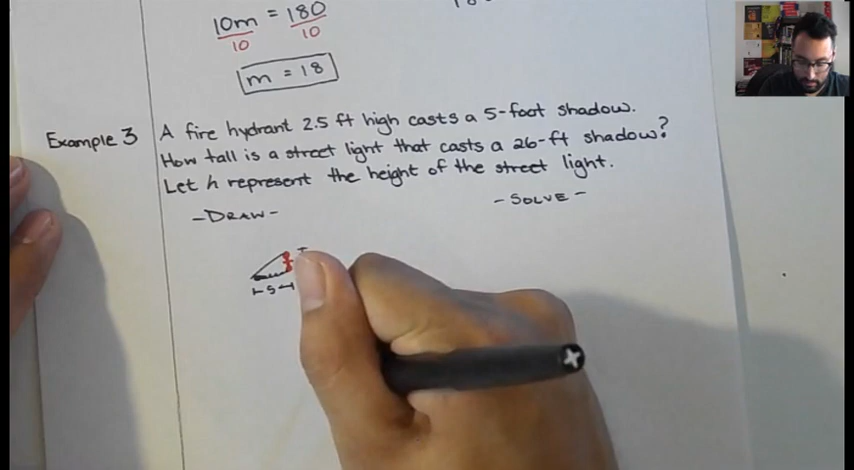 10m = 180
10 10
m = 18
Example 3
A fire hydrant 2.5 ft high casts a 5-foot shadow.
How tall is a street light that casts a 26-ft shadow?
Let h represent the height of the street light.
-DRAW-
-SOLVE-
5